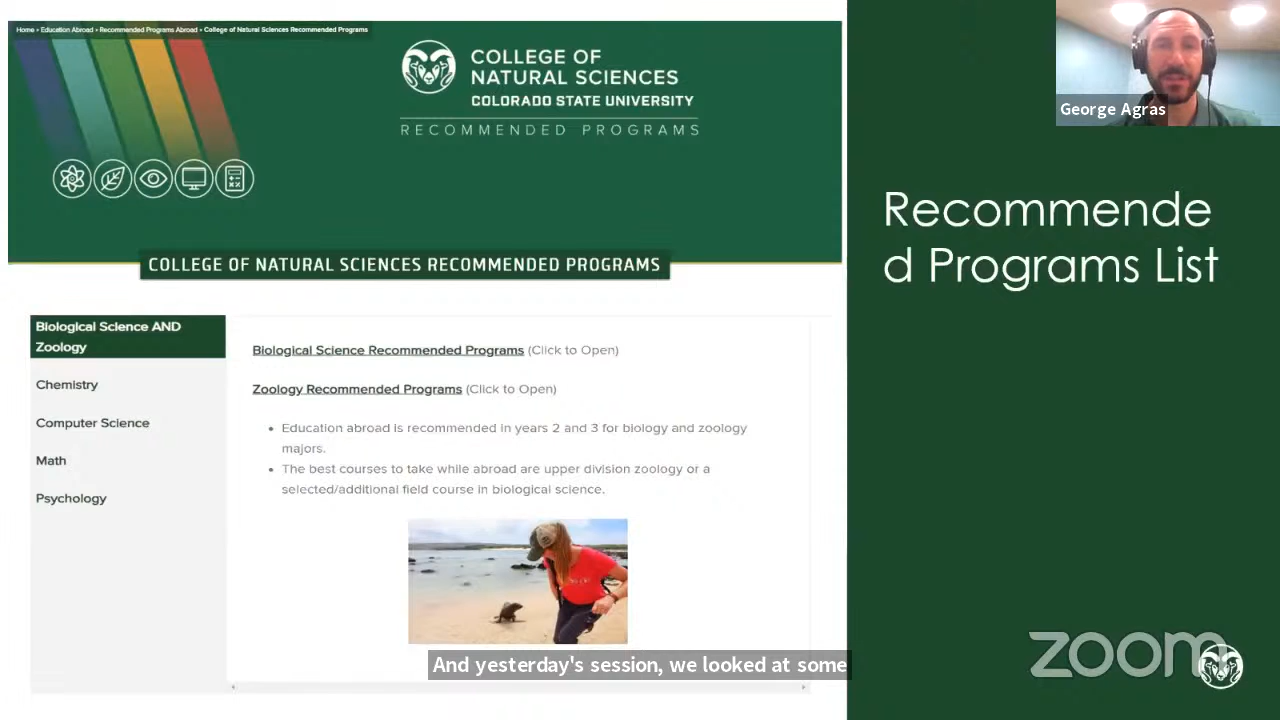 Home » Education Abroad » Recommended Programs Abroad » College of Natural Sciences Recommended Programs
COLLEGE OF
NATURAL SCIENCES
COLORADO STATE UNIVERSITY
RECOMMENDED PROGRAMS
COLLEGE OF NATURAL SCIENCES RECOMMENDED PROGRAMS
Biological Science AND
Zoology
Chemistry
Computer Science
Math
Psychology
Biological Science Recommended Programs (Click to Open)
Zoology Recommended Programs (Click to Open)
• Education abroad is recommended in years 2 and 3 for biology and zoology
majors.
• The best courses to take while abroad are upper division zoology or a
selected/additional field course in biological science.
George Agras
Recommende
d Programs List
And yesterday's session, we looked at some
zoom